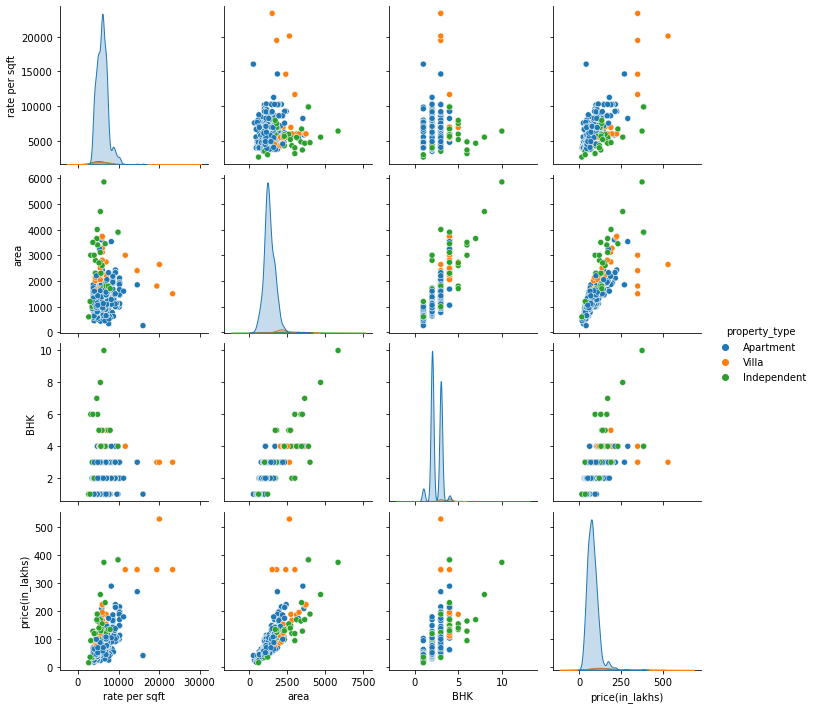 20000
15000
10000
5000
rate per sqft
6000
5000
4000
3000
2000
1000
0
area
property_type
Apartment
Villa
Independent
10
8
6
4
2
BHK
500
400
300
200
100
0
price(in_lakhs)
0 10000 20000 30000
0 2500 5000 7500
0 5 10
0 250 500
rate per sqft area BHK price(in_lakhs)